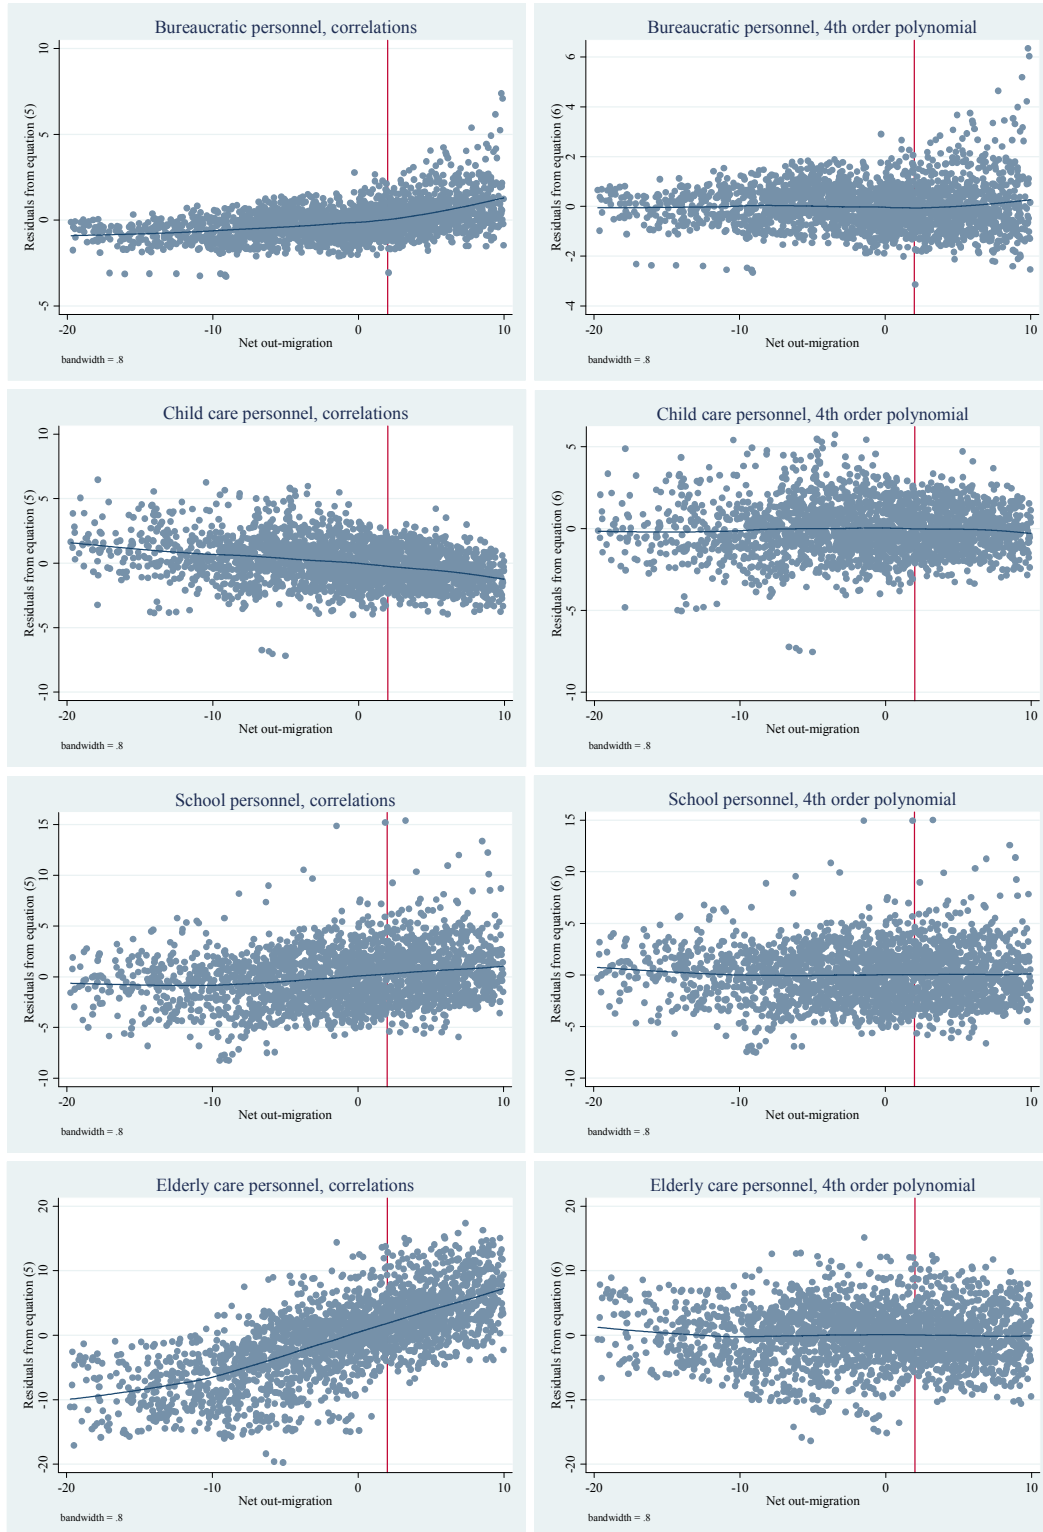 Bureaucratic personnel, correlations
Residuals from equation (5)
10
5
0
-5
-20 -10 0 10
Net out-migration
bandwidth = .8
Bureaucratic personnel, 4th order polynomial
Residuals from equation (6)
6
4
2
0
-2
-4
-20 -10 0 10
Net out-migration
bandwidth = .8
Child care personnel, correlations
Residuals from equation (5)
10
5
0
-5
-10
-20 -10 0 10
Net out-migration
bandwidth = .8
Child care personnel, 4th order polynomial
Residuals from equation (6)
5
0
-5
-10
-20 -10 0 10
Net out-migration
bandwidth = .8
School personnel, correlations
Residuals from equation (5)
15
10
5
0
-5
-10
-20 -10 0 10
Net out-migration
bandwidth = .8
School personnel, 4th order polynomial
Residuals from equation (6)
15
10
5
0
-5
-10
-20 -10 0 10
Net out-migration
bandwidth = .8
Elderly care personnel, correlations
Residuals from equation (5)
20
10
0
-10
-20
-20 -10 0 10
Net out-migration
bandwidth = .8
Elderly care personnel, 4th order polynomial
Residuals from equation (6)
20
10
0
-10
-20
-20 -10 0 10
Net out-migration
bandwidth = .8